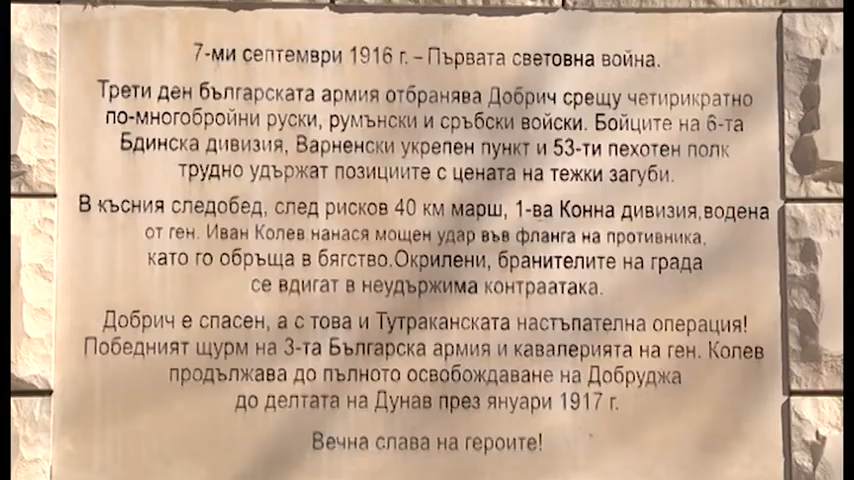 7-ми септември 1916 г. – Първата световна война.
Трети ден българската армия отбранява Добрич срещу четирикратно
по-многобройни руски, румънски и сръбски войски. Бойците на 6-та
Бдинска дивизия, Варненски укрепен пункт и 53-ти пехотен полк
трудно удържат позициите с цената на тежки загуби.
В късния следобед, след рисков 40 км марш, 1-ва Конна дивизия,водена
от ген. Иван Колев нанася мощен удар във фланга на противника,
като го обръща в бягство.Окрилени, бранителите на града
се вдигат в неудържима контраатака.
Добрич е спасен, а с това и Тутраканската настъпателна операция!
Победният щурм на 3-та Българска армия и кавалерията на ген. Колев
продължава до пълното освобождаване на Добруджа
до делтата на Дунав през януари 1917 г.
Вечна слава на героите!